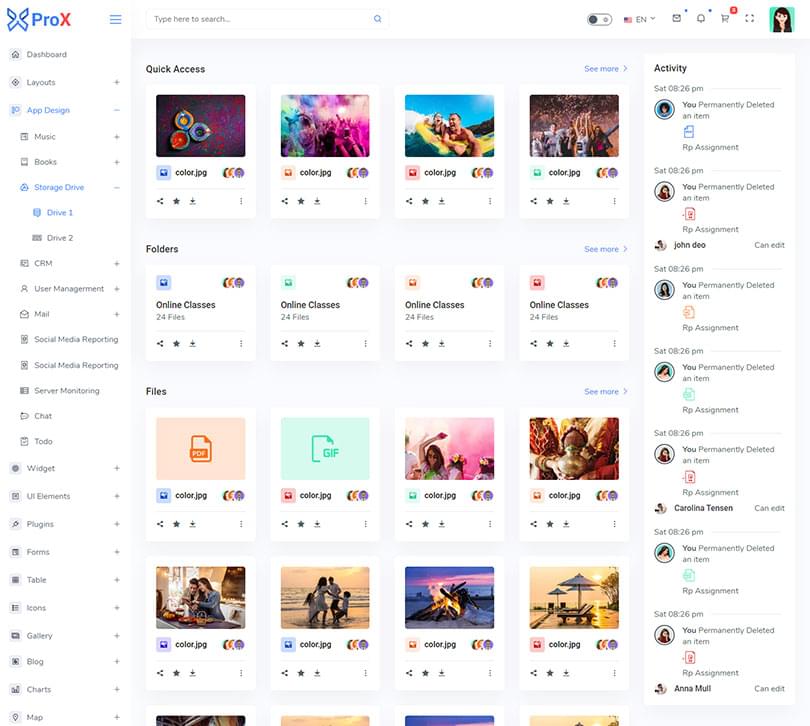 ProX
Type to here to search...
EN
8
Dashboard
Layouts
App Design
Music
Books
Storage Drive
Drive 1
Drive 2
CRM
User Managerment
Mail
Social Media Reporting
Social Media Reporting
Server Monitoring
Chat
Todo
Widget
UI Elements
Plugins
Forms
Table
Icons
Gallery
Blog
Charts
Map
Quick Access
See more
color.jpg
color.jpg
color.jpg
color.jpg
Folders
See more
Online Classes
24 Files
Online Classes
24 Files
Online Classes
24 Files
Online Classes
24 Files
Files
See more
PDF
GIF
color.jpg
color.jpg
color.jpg
color.jpg
color.jpg
color.jpg
color.jpg
color.jpg
Activity
Sat 08:26 pm
You Permanently Deleted
an item
Rp Assignment
Sat 08:26 pm
You Permanently Deleted
an item
Rp Assignment
john deo Can edit
Sat 08:26 pm
You Permanently Deleted
an item
Rp Assignment
Sat 08:26 pm
You Permanently Deleted
an item
Rp Assignment
Sat 08:26 pm
You Permanently Deleted
an item
Rp Assignment
Carolina Tensen Can edit
Sat 08:26 pm
You Permanently Deleted
an item
Rp Assignment
Sat 08:26 pm
You Permanently Deleted
an item
Rp Assignment
Anna Mull Can edit